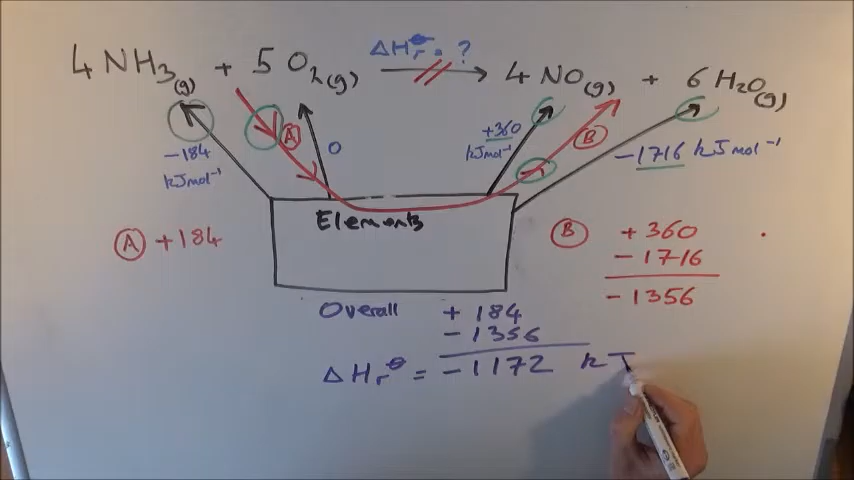 ΔHr⊖ = ?
4NH₃(g) + 5O₂(g) → 4NO(g) + 6H₂O(g)
-184
kJmol⁻¹
A
0
+360
kJmol⁻¹
B
-1716 kJmol⁻¹
Elements
A +184
B +360
-1716
-1356
Overall +184
-1356
ΔHr⊖ = -1172 kJ